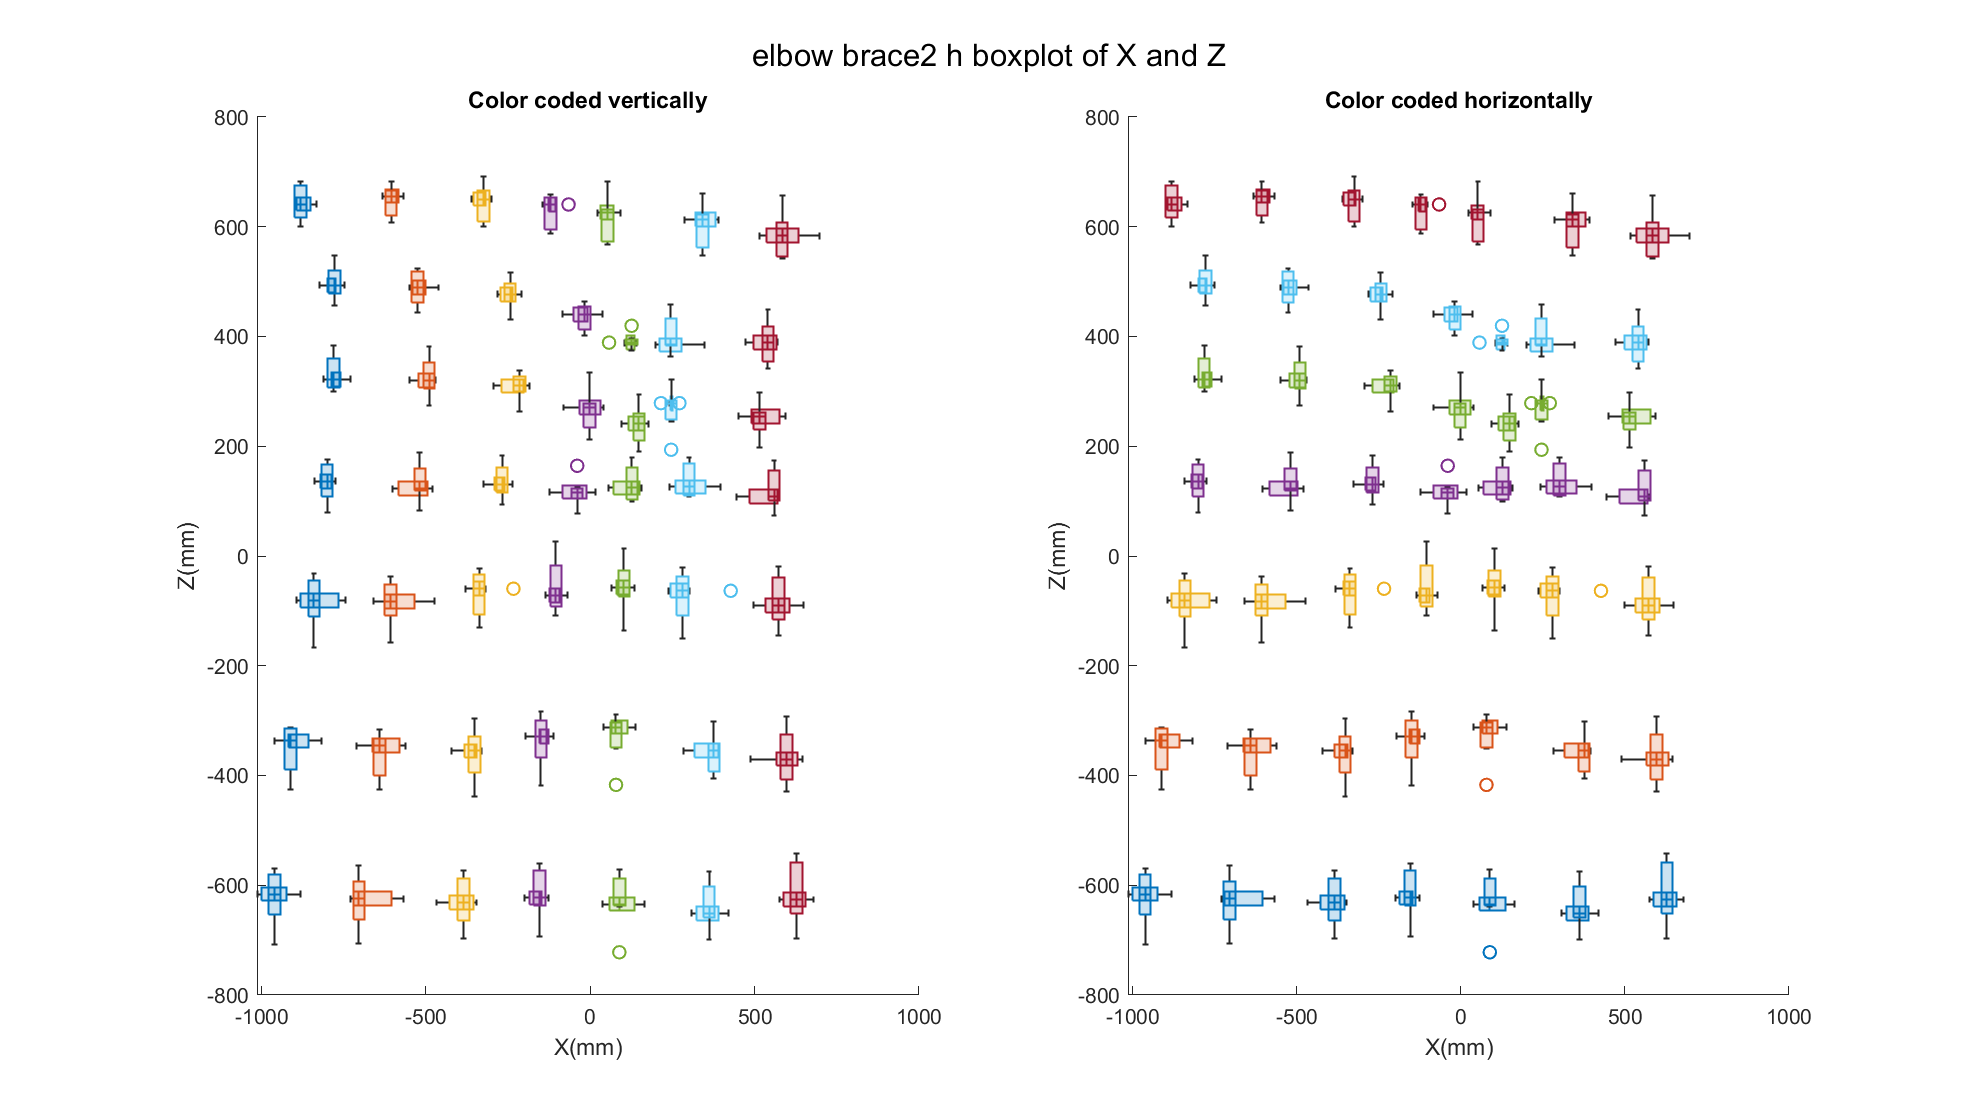 elbow brace2 h boxplot of X and Z
Color coded vertically
800
600
400
200
0
-200
-400
-600
-800
Z(mm)
-1000 -500 0 500 1000
X(mm)
Color coded horizontally
800
600
400
200
0
-200
-400
-600
-800
Z(mm)
-1000 -500 0 500 1000
X(mm)